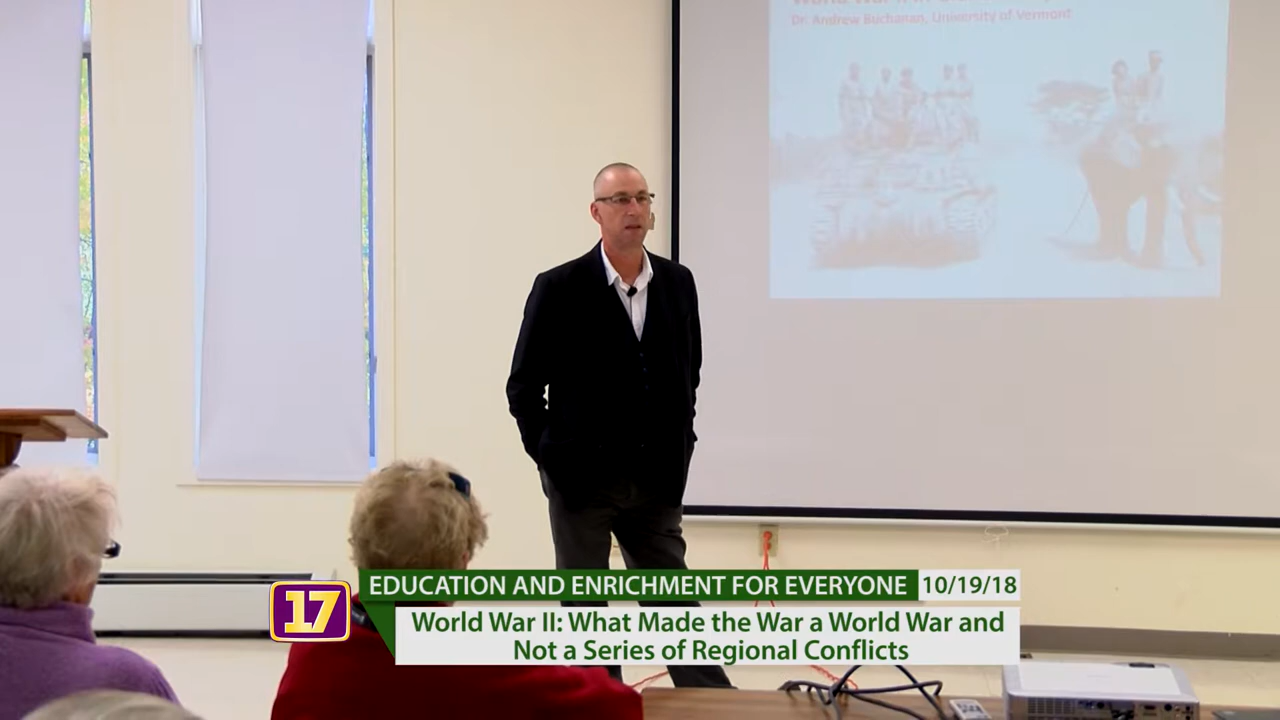 Dr. Andrew Buchanan, University of Vermont
17
EDUCATION AND ENRICHMENT FOR EVERYONE
10/19/18
World War II: What Made the War a World War and
Not a Series of Regional Conflicts